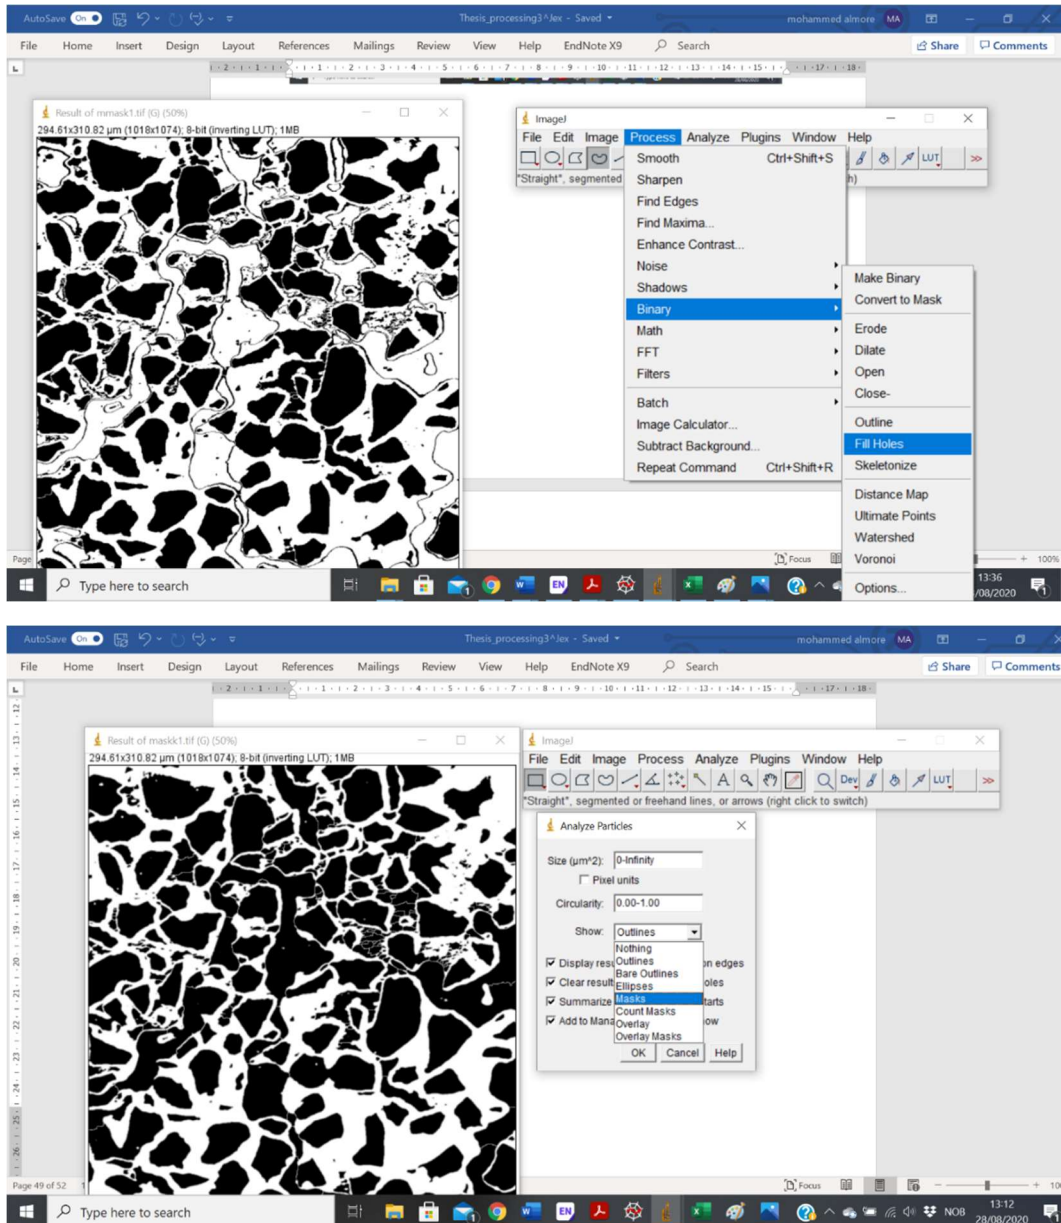 AutoSave On Thesis_processing3^Jex - Saved mohammed almore MA
File Home Insert Design Layout References Mailings Review View Help EndNote X9 Search Share Comments
Result of mmask1.tif (G) (50%)
294.61x310.82 µm (1018x1074); 8-bit (inverting LUT); 1MB
ImageJ
File Edit Image Process Analyze Plugins Window Help
LUT
"Straight", segmented
Smooth Ctrl+Shift+S
Sharpen
Find Edges
Find Maxima...
Enhance Contrast...
Noise
Shadows
Binary
Math
FFT
Filters
Batch
Image Calculator...
Subtract Background...
Repeat Command Ctrl+Shift+R
Make Binary
Convert to Mask
Erode
Dilate
Open
Close-
Outline
Fill Holes
Skeletonize
Distance Map
Ultimate Points
Watershed
Voronoi
Options...
Page Focus 100%
Type here to search EN 13:36
/08/2020
AutoSave On Thesis_processing3^Jex - Saved mohammed almore MA
File Home Insert Design Layout References Mailings Review View Help EndNote X9 Search Share Comments
Result of maskk1.tif (G) (50%)
294.61x310.82 µm (1018x1074); 8-bit (inverting LUT); 1MB
ImageJ
File Edit Image Process Analyze Plugins Window Help
A Dev LUT
"Straight", segmented or freehand lines, or arrows (right click to switch)
Analyze Particles
Size (µm^2): 0-Infinity
Pixel units
Circularity: 0.00-1.00
Show: Outlines
Nothing
Outlines
Bare Outlines
Ellipses
Masks
Count Masks
Overlay
Overlay Masks
Display resu on edges
Clear result oles
Summarize tarts
Add to Mana ow
OK Cancel Help
Page 49 of 52 Focus
Type here to search EN NOB 13:12
28/08/2020